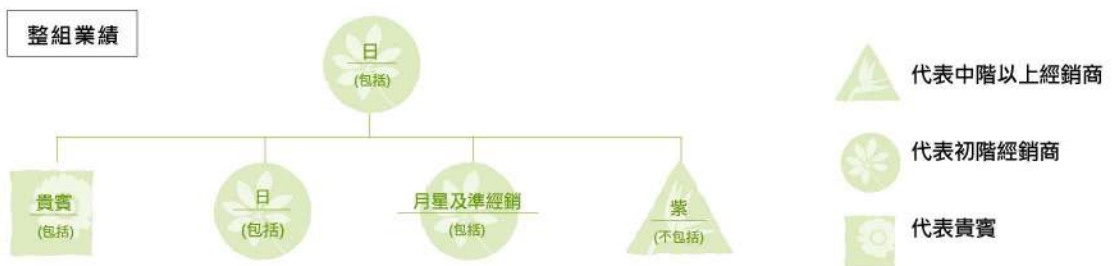 整組業績
日
(包括)
代表中階以上經銷商
代表初階經銷商
貴賓
(包括)
日
(包括)
月星及準經銷
(包括)
紫
(不包括)
代表貴賓